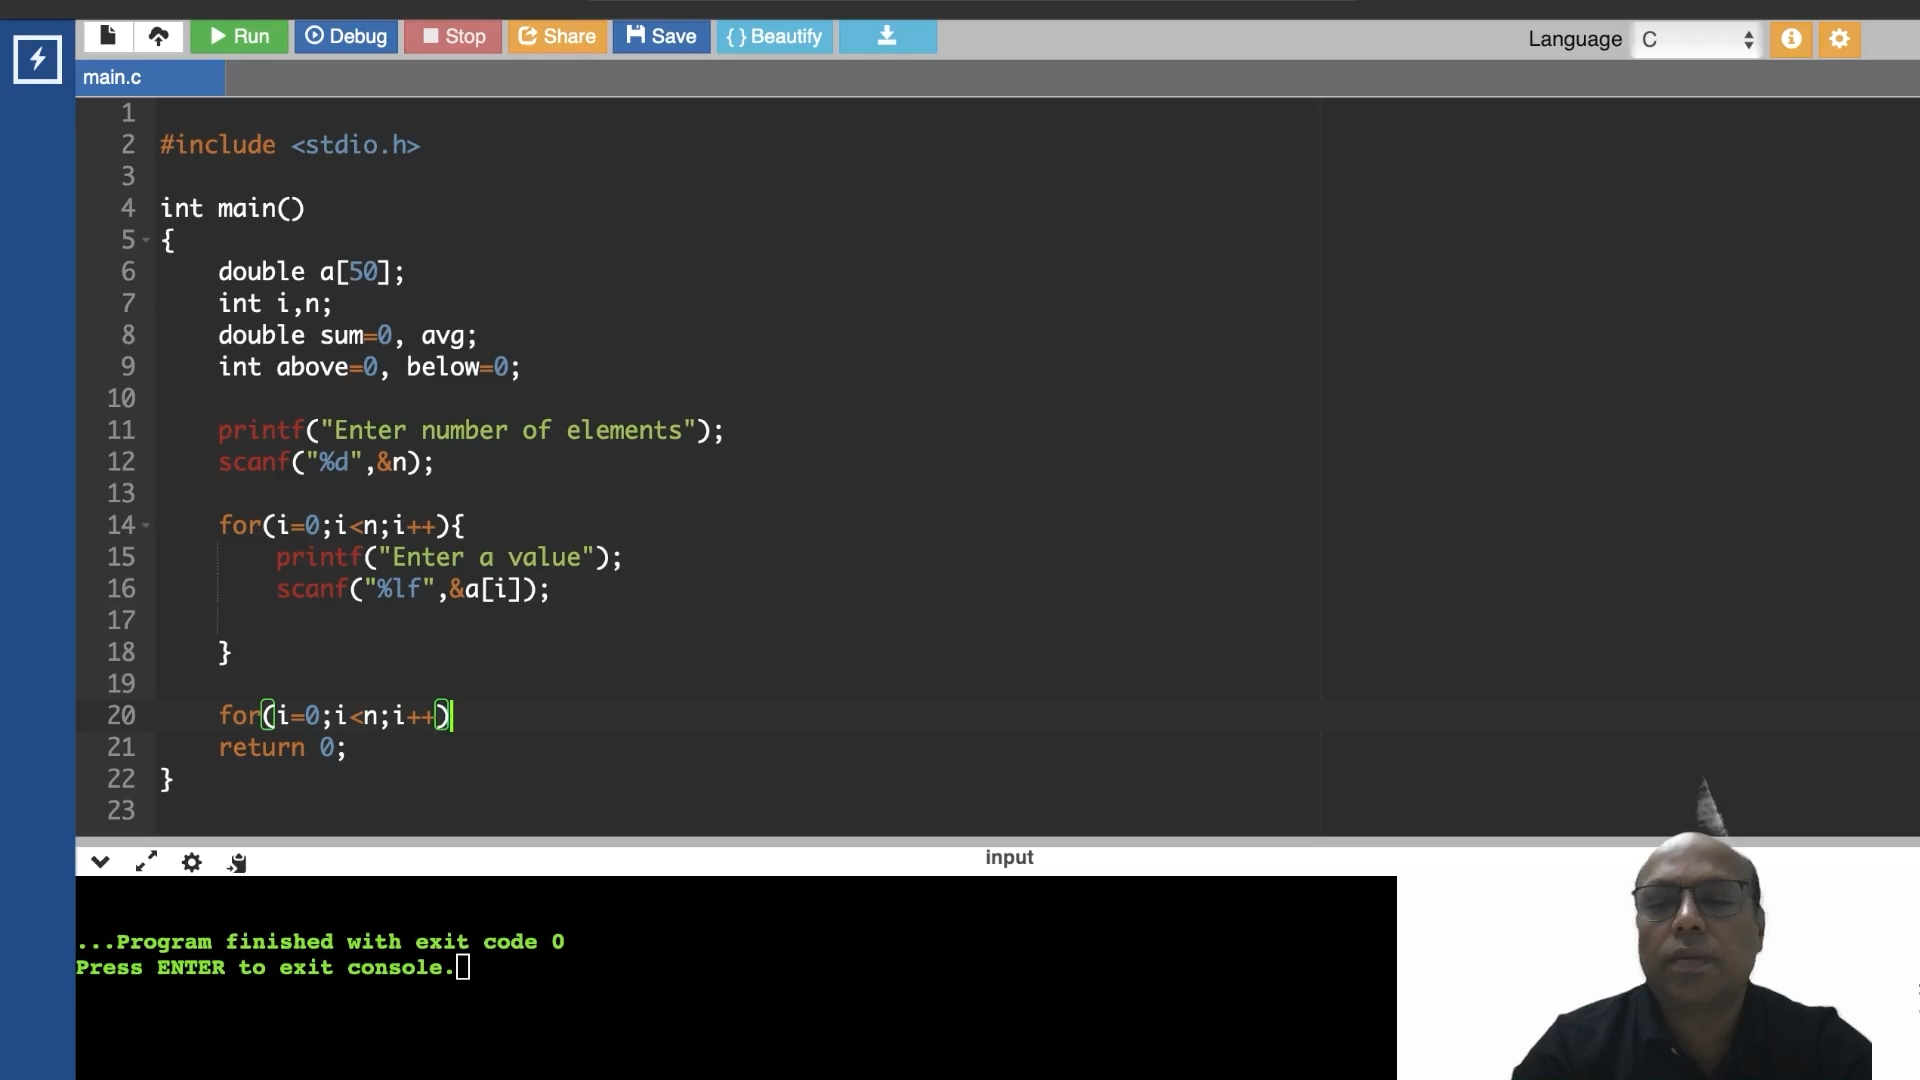 Run Debug Stop Share Save { } Beautify Language C
main.c
1
2 #include <stdio.h>
3
4 int main()
5 {
6 double a[50];
7 int i,n;
8 double sum=0, avg;
9 int above=0, below=0;
10
11 printf("Enter number of elements");
12 scanf("%d",&n);
13
14 for(i=0;i<n;i++){
15 printf("Enter a value");
16 scanf("%lf",&a[i]);
17
18 }
19
20 for(i=0;i<n;i++)
21 return 0;
22 }
23
input
...Program finished with exit code 0
Press ENTER to exit console.